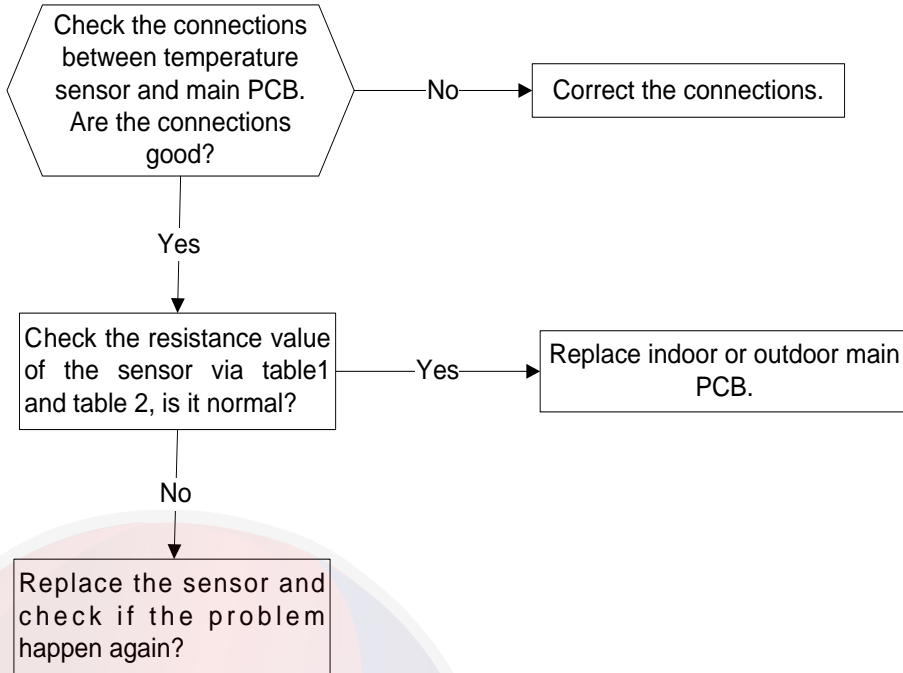 Check the connections
between temperature
sensor and main PCB.
Are the connections
good?
No
Correct the connections.
Yes
Check the resistance value
of the sensor via table1
and table 2, is it normal?
Yes
Replace indoor or outdoor main
PCB.
No
Replace the sensor and
check if the problem
happen again?